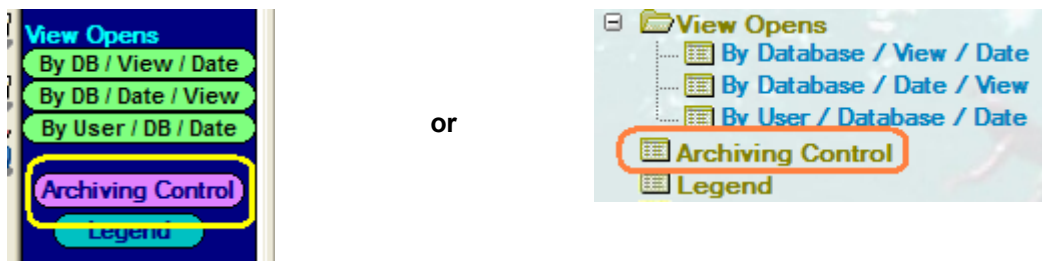 View Opens
By DB / View / Date
By DB / Date / View
By User / DB / Date
Archiving Control
Legend
or
View Opens
By Database / View / Date
By Database / Date / View
By User / Database / Date
Archiving Control
Legend